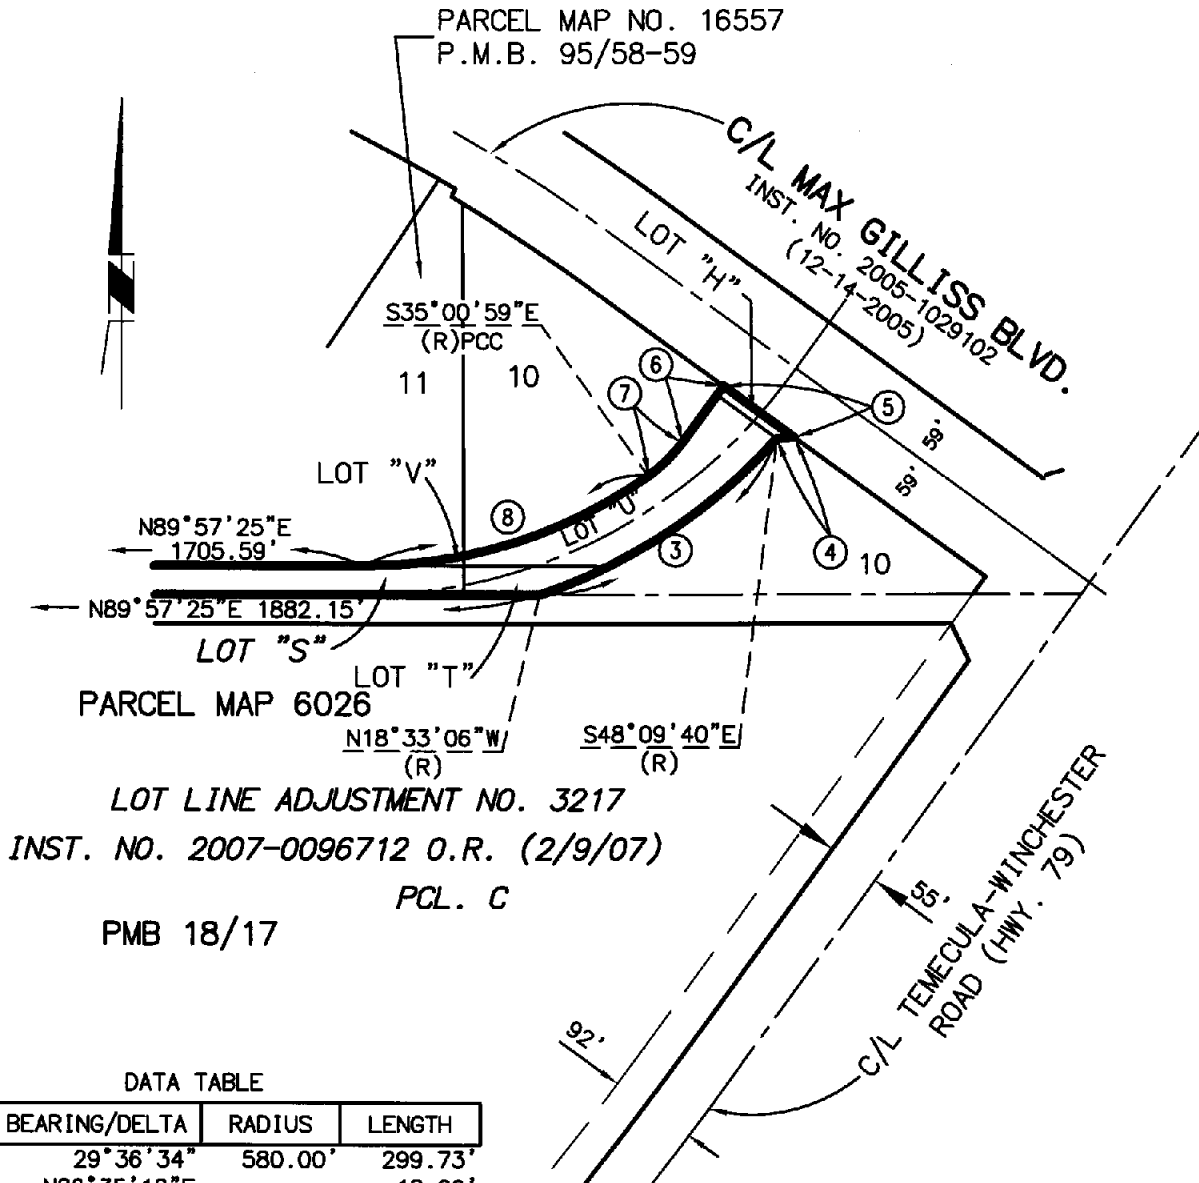 PARCEL MAP NO. 16557
P.M.B. 95/58-59
C/L MAX GILLISS BLVD.
INST. NO. 2005-1029102
(12-14-2005)
LOT "H"
S35°00'59"E
(R)PCC
11
10
6
7
5
59'
59'
LOT "V"
8
LOT "U"
N89°57'25"E
1705.59'
3
4
10
N89°57'25"E 1882.15'
LOT "S"
LOT "T"
PARCEL MAP 6026
N18°33'06"W
(R)
S48°09'40"E
(R)
LOT LINE ADJUSTMENT NO. 3217
INST. NO. 2007-0096712 O.R. (2/9/07)
PCL. C
PMB 18/17
55'
C/L TEMECULA-WINCHESTER
ROAD (HWY. 79)
92'
DATA TABLE
BEARING/DELTA RADIUS LENGTH
29°36'34" 580.00' 299.73'